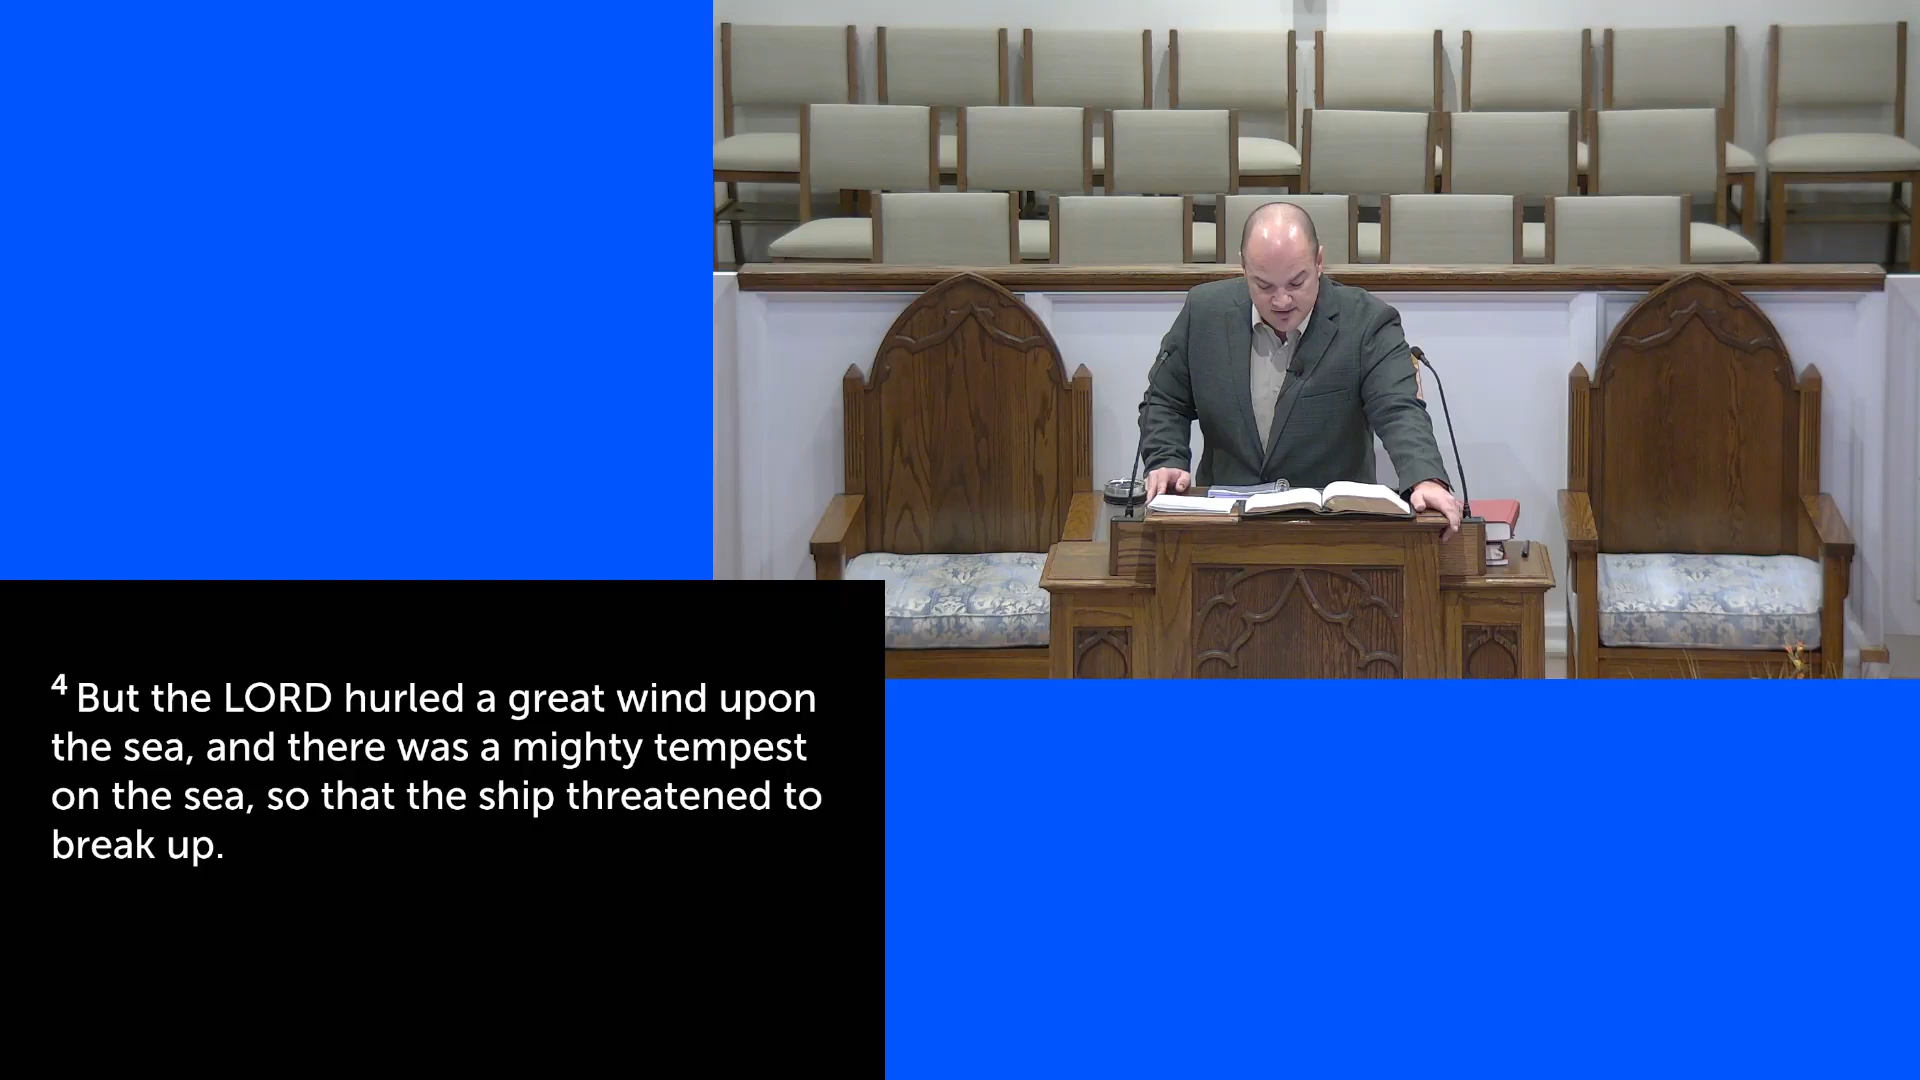 4 But the LORD hurled a great wind upon
the sea, and there was a mighty tempest
on the sea, so that the ship threatened to
break up.